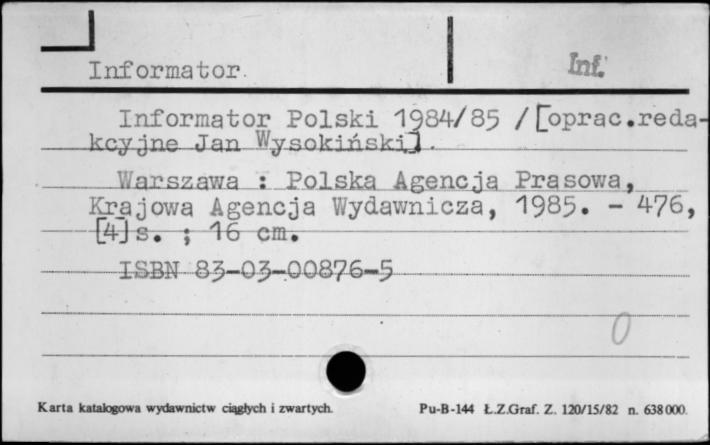 Informator
Inf.
Informator Polski 1984/85 /[oprac.reda-
kcyjne Jan Wysokiński].
Warszawa : Polska Agencja Prasowa,
Krajowa Agencja Wydawnicza, 1985. - 476,
[4]s. ; 16 cm.
ISBN 83-03-00876-5
0
Karta katalogowa wydawnictw ciągłych i zwartych. Pu-B-144 Ł.Z.Graf. Z. 120/15/82 n. 638000.